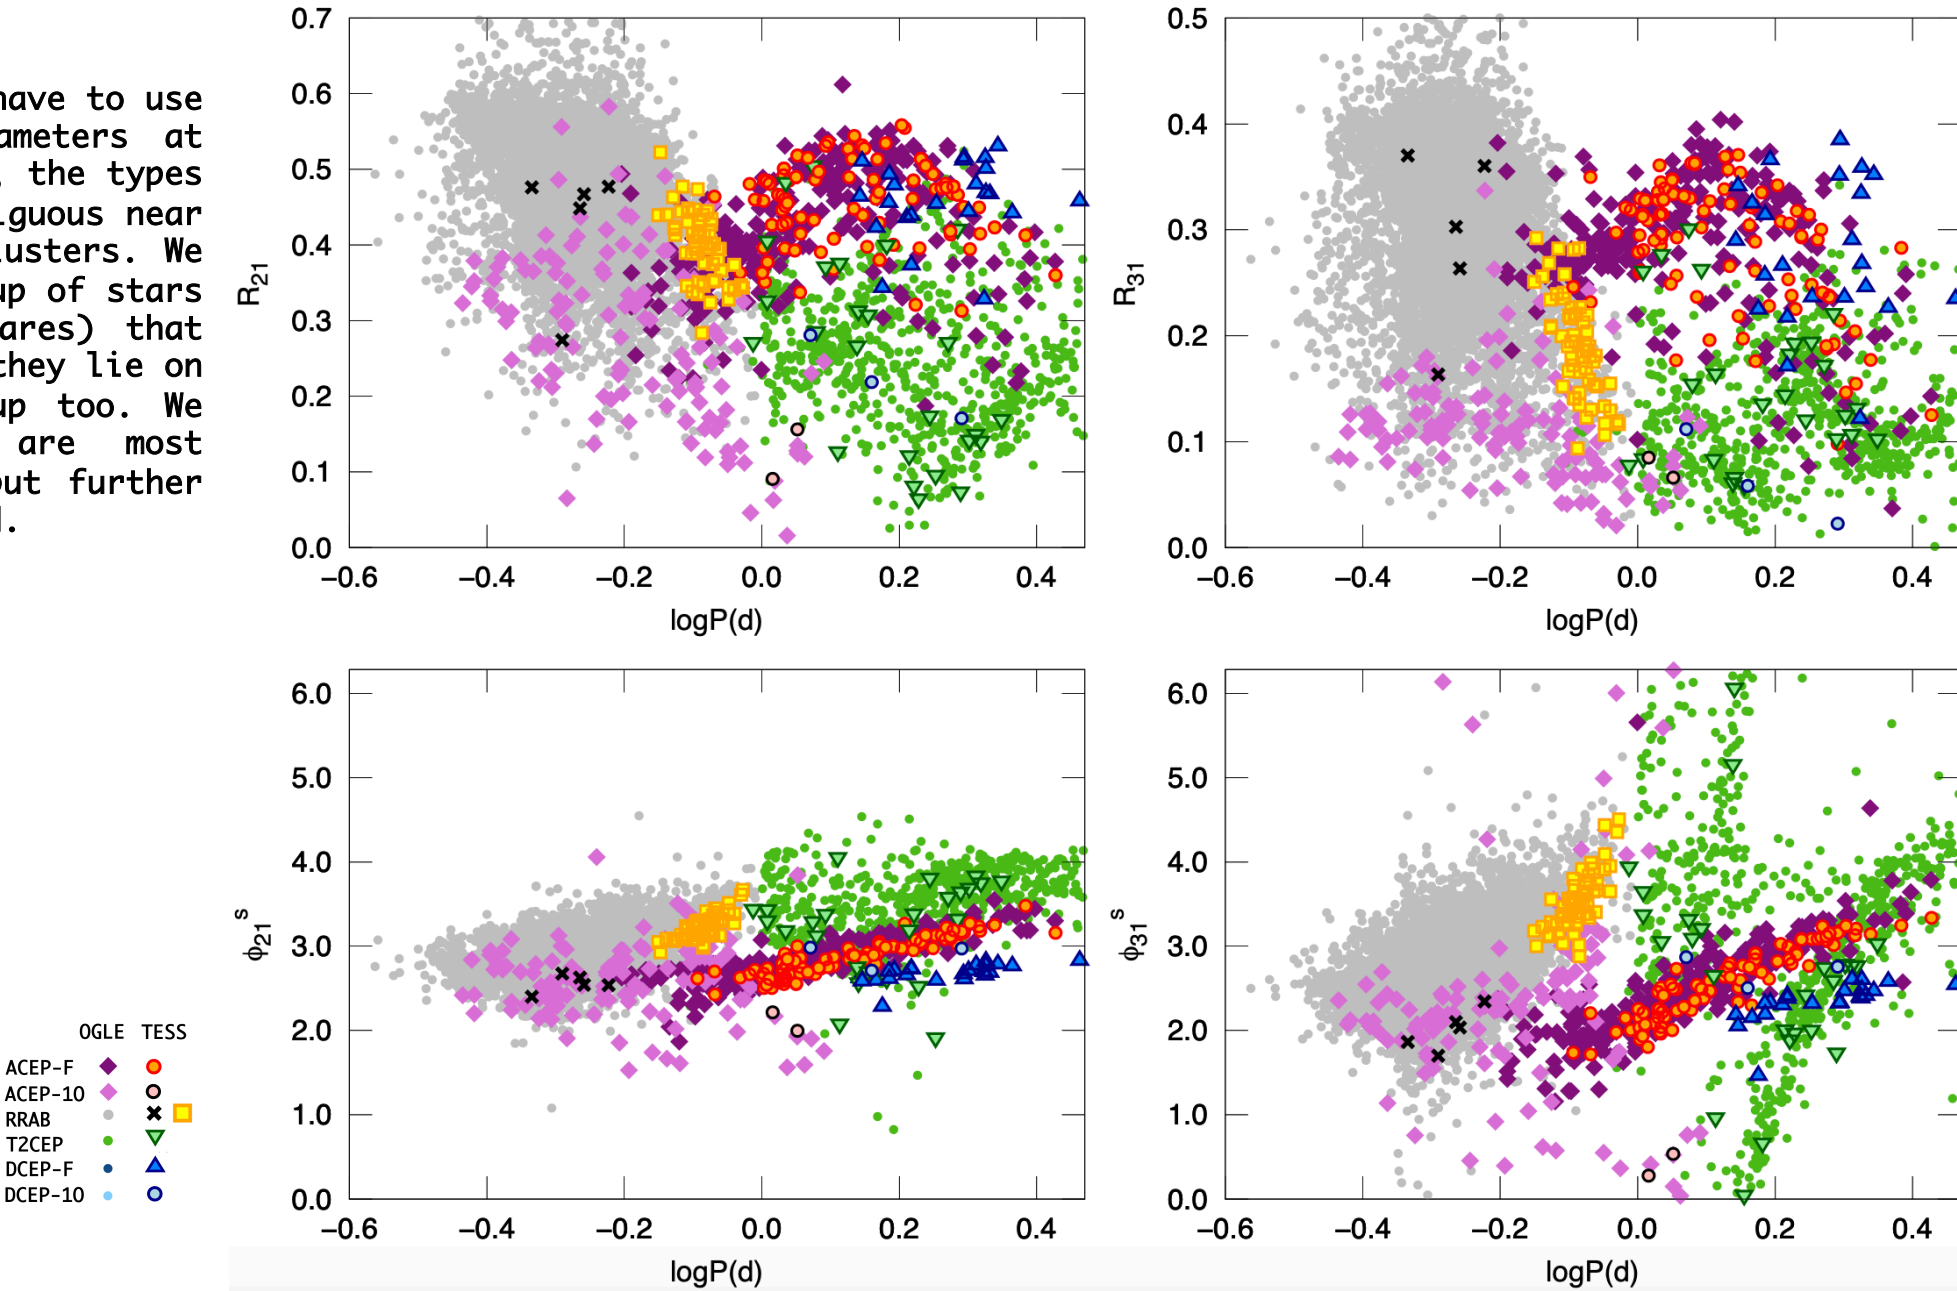 have to use
ameters at
the types
iguous near
lusters. We
up of stars
ares) that
they lie on
up too. We
are most
out further
OGLE TESS
ACEP-F
ACEP-1O
RRAB
T2CEP
DCEP-F
DCEP-1O
0.7
0.6
0.5
0.4
0.3
0.2
0.1
0.0
R21
−0.6 −0.4 −0.2 0.0 0.2 0.4
logP(d)
0.5
0.4
0.3
0.2
0.1
0.0
R31
−0.6 −0.4 −0.2 0.0 0.2 0.4
logP(d)
6.0
5.0
4.0
3.0
2.0
1.0
0.0
ϕ21 s
−0.6 −0.4 −0.2 0.0 0.2 0.4
logP(d)
6.0
5.0
4.0
3.0
2.0
1.0
0.0
ϕ31 s
−0.6 −0.4 −0.2 0.0 0.2 0.4
logP(d)